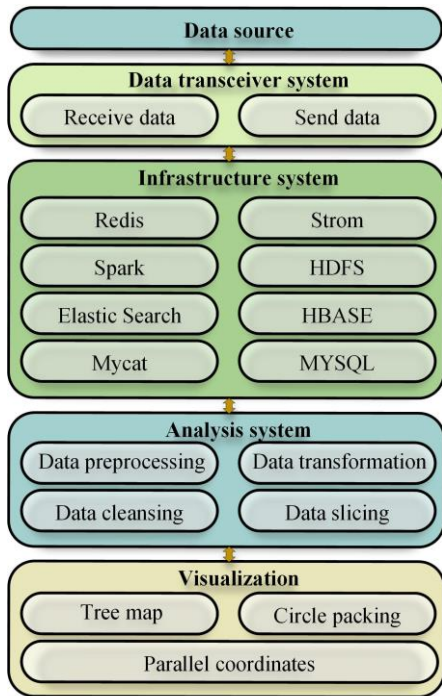 Data source
Data transceiver system
Receive data
Send data
Infrastructure system
Redis
Strom
Spark
HDFS
Elastic Search
HBASE
Mycat
MYSQL
Analysis system
Data preprocessing
Data transformation
Data cleansing
Data slicing
Visualization
Tree map
Circle packing
Parallel coordinates